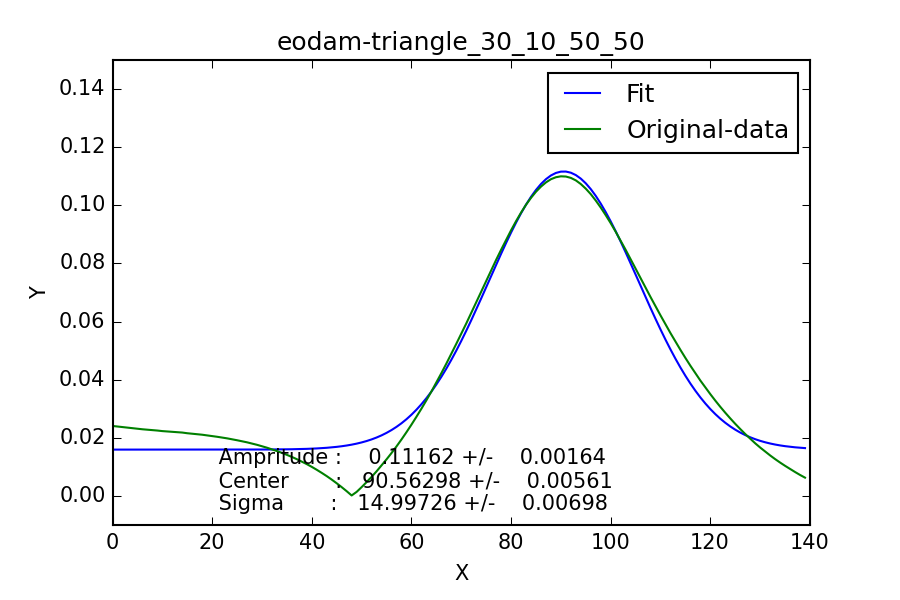 eodam-triangle_30_10_50_50
Fit
Original-data
0.14
0.12
0.10
0.08
0.06
0.04
0.02
0.00
Y
Ampritude : 0.11162 +/- 0.00164
Center : 90.56298 +/- 0.00561
Sigma : 14.99726 +/- 0.00698
0 20 40 60 80 100 120 140
X